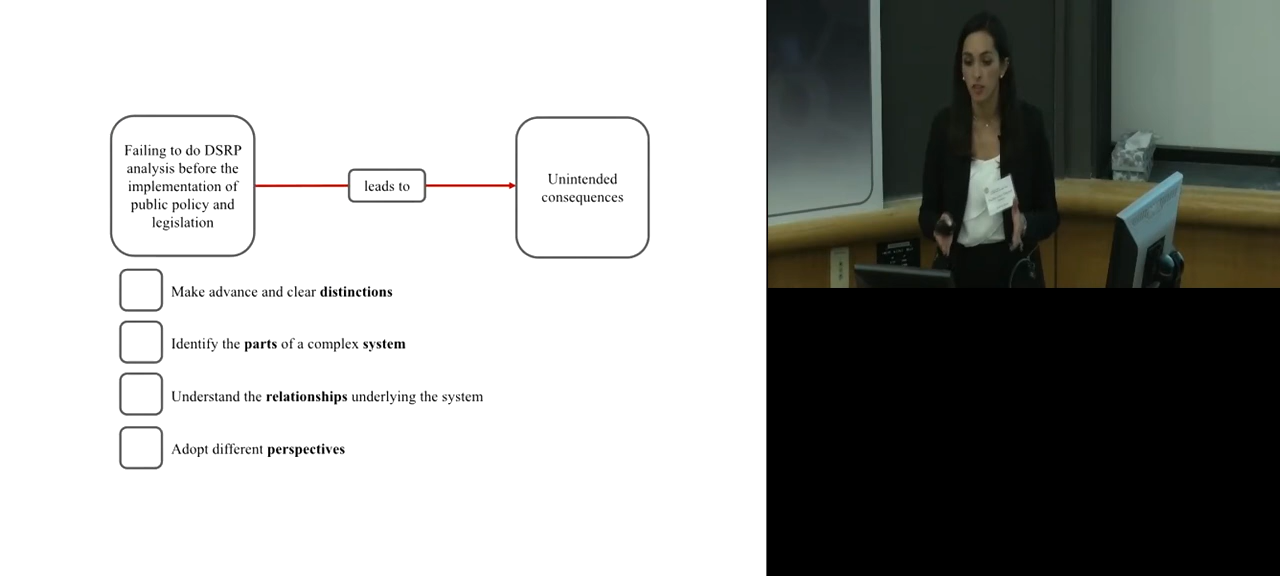 Failing to do DSRP
analysis before the
implementation of
public policy and
legislation
leads to
Unintended
consequences
Make advance and clear distinctions
Identify the parts of a complex system
Understand the relationships underlying the system
Adopt different perspectives